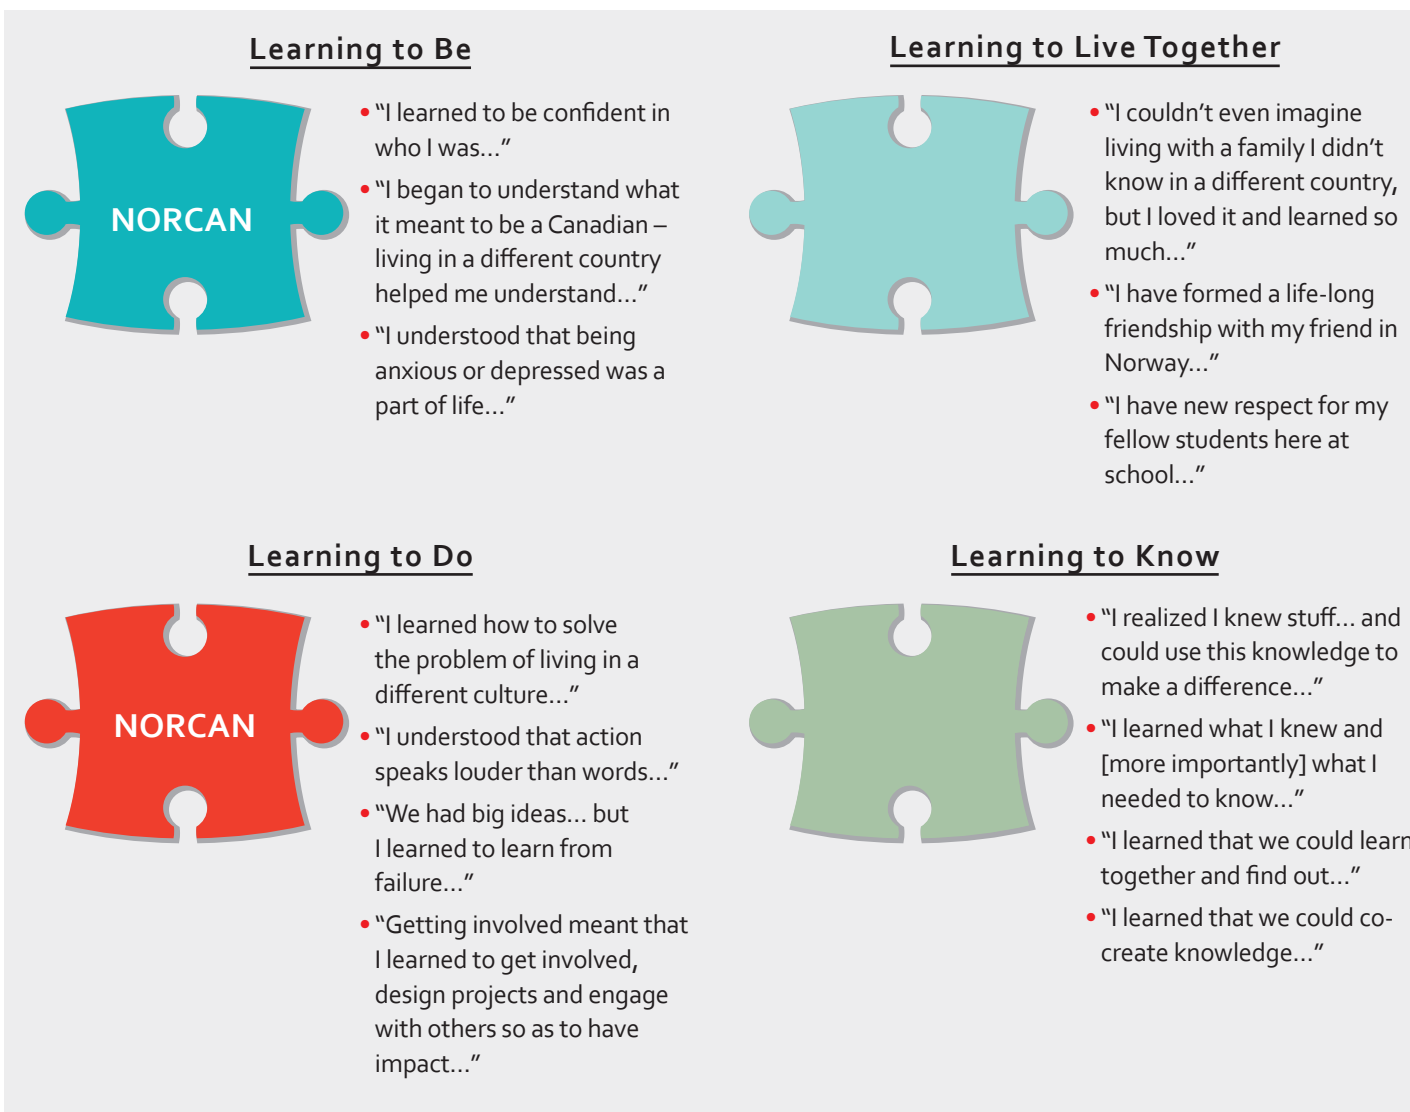 Learning to Be
NORCAN
• “I learned to be confident in
who I was…”
• “I began to understand what
it meant to be a Canadian –
living in a different country
helped me understand…”
• “I understood that being
anxious or depressed was a
part of life…”
Learning to Live Together
• “I couldn’t even imagine
living with a family I didn’t
know in a different country,
but I loved it and learned so
much…”
• “I have formed a life-long
friendship with my friend in
Norway…”
• “I have new respect for my
fellow students here at
school…”
Learning to Do
NORCAN
• “I learned how to solve
the problem of living in a
different culture…”
• “I understood that action
speaks louder than words…”
• “We had big ideas… but
I learned to learn from
failure…”
• “Getting involved meant that
I learned to get involved,
design projects and engage
with others so as to have
impact…”
Learning to Know
• “I realized I knew stuff… and
could use this knowledge to
make a difference…”
• “I learned what I knew and
[more importantly] what I
needed to know…”
• “I learned that we could learn
together and find out…”
• “I learned that we could co-
create knowledge…”